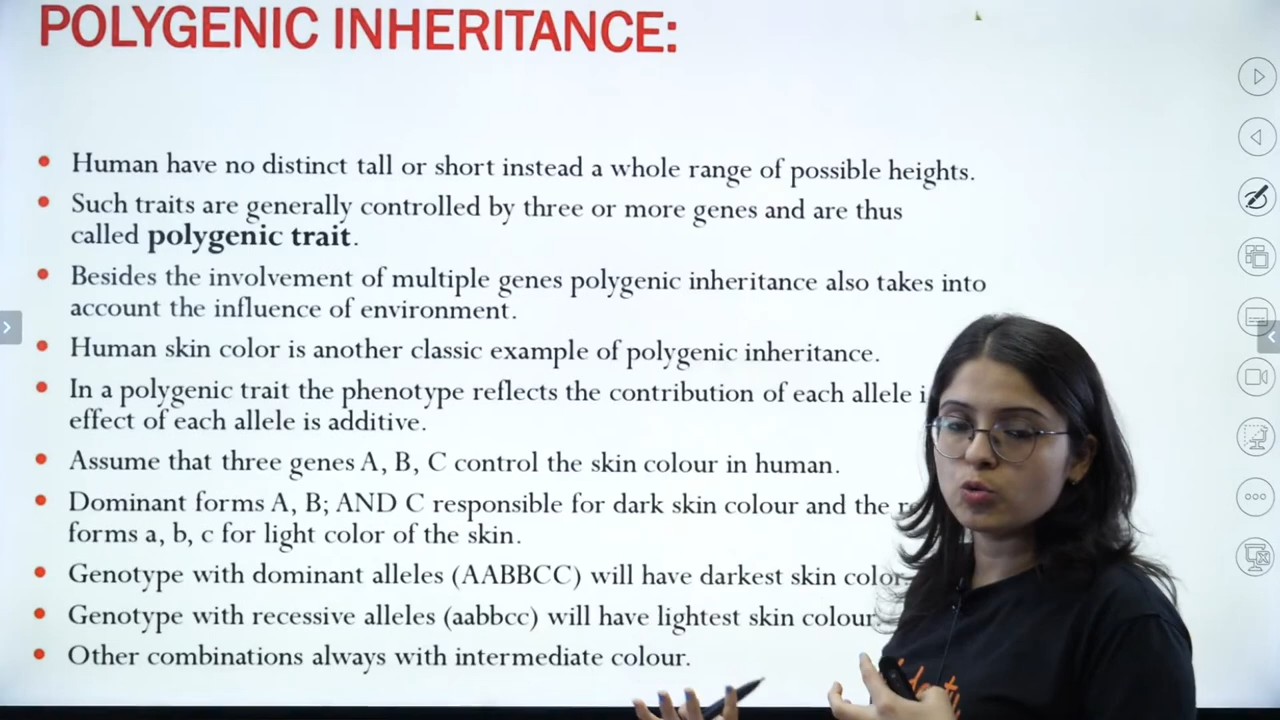 POLYGENIC INHERITANCE:
Human have no distinct tall or short instead a whole range of possible heights.
Such traits are generally controlled by three or more genes and are thus
called polygenic trait.
Besides the involvement of multiple genes polygenic inheritance also takes into
account the influence of environment.
Human skin color is another classic example of polygenic inheritance.
In a polygenic trait the phenotype reflects the contribution of each allele
effect of each allele is additive.
Assume that three genes A, B, C control the skin colour in human.
Dominant forms A, B; AND C responsible for dark skin colour and the
forms a, b, c for light color of the skin.
Genotype with dominant alleles (AABBCC) will have darkest skin color.
Genotype with recessive alleles (aabbcc) will have lightest skin colour.
Other combinations always with intermediate colour.